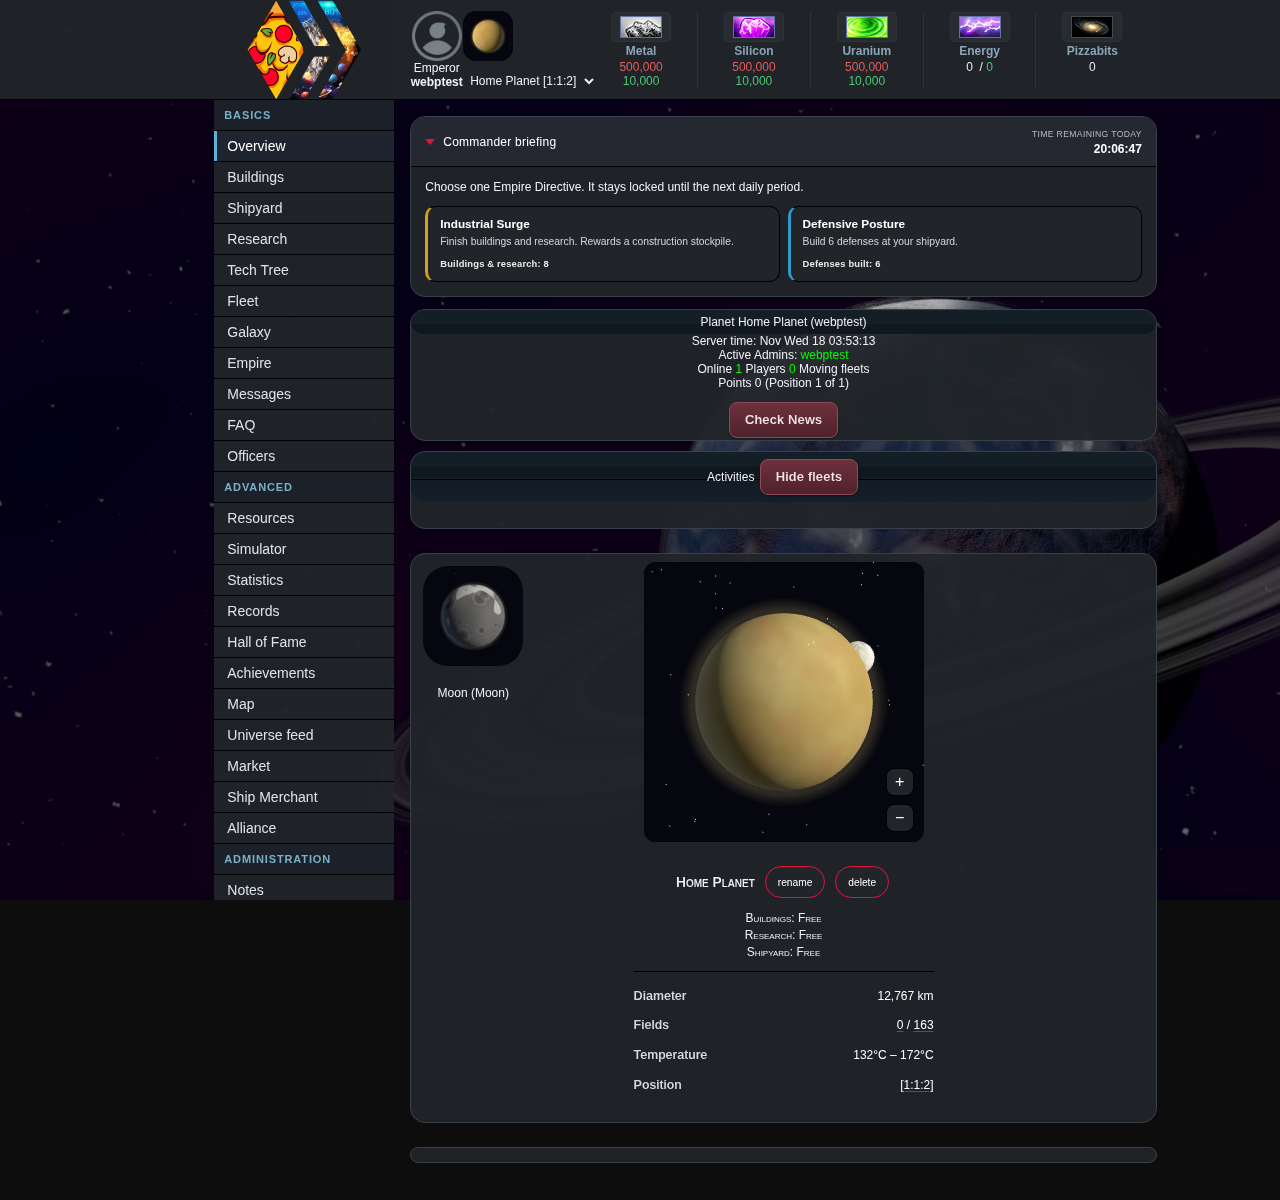 Emperor
webptest
Home Planet [1:1:2]
Metal
500,000
10,000
Silicon
500,000
10,000
Uranium
500,000
10,000
Energy
0 / 0
Pizzabits
0
BASICS
Overview
Buildings
Shipyard
Research
Tech Tree
Fleet
Galaxy
Empire
Messages
FAQ
Officers
ADVANCED
Resources
Simulator
Statistics
Records
Hall of Fame
Achievements
Map
Universe feed
Market
Ship Merchant
Alliance
ADMINISTRATION
Notes
Commander briefing
TIME REMAINING TODAY
20:06:47
Choose one Empire Directive. It stays locked until the next daily period.
Industrial Surge
Finish buildings and research. Rewards a construction stockpile.
Buildings & research: 8
Defensive Posture
Build 6 defenses at your shipyard.
Defenses built: 6
Planet Home Planet (webptest)
Server time: Nov Wed 18 03:53:13
Active Admins: webptest
Online 1 Players 0 Moving fleets
Points 0 (Position 1 of 1)
Check News
Activities Hide fleets
Moon (Moon)
+
−
Home Planet rename delete
Buildings: Free
Research: Free
Shipyard: Free
Diameter 12,767 km
Fields 0 / 163
Temperature 132°C – 172°C
Position [1:1:2]